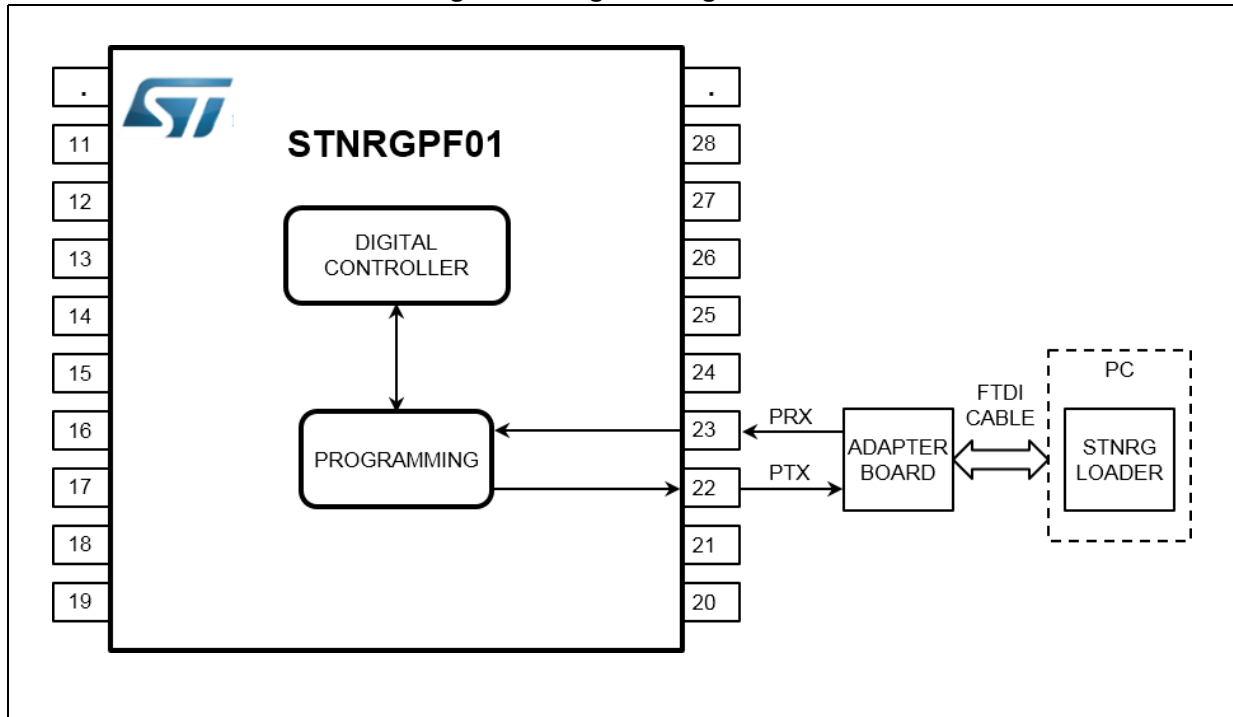 .
.
ST
STNRGPF01
11
28
12
27
DIGITAL
CONTROLLER
13
26
14
25
15
24
PC
FTDI
CABLE
16
23
PRX
PROGRAMMING
ADAPTER
BOARD
STNRG
LOADER
17
22
PTX
18
21
19
20